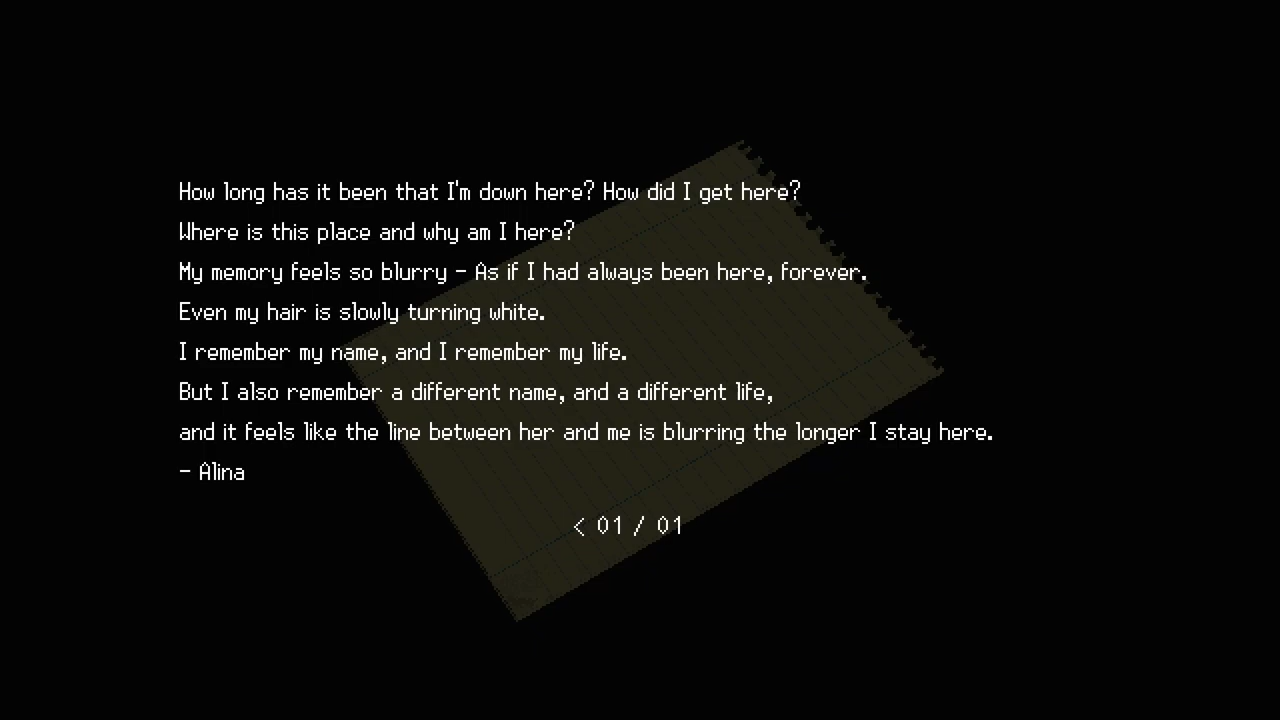 How long has it been that I'm down here? How did I get here?
Where is this place and why am I here?
My memory feels so blurry - As if I had always been here, forever.
Even my hair is slowly turning white.
I remember my name, and I remember my life.
But I also remember a different name, and a different life,
and it feels like the line between her and me is blurring the longer I stay here.
- Alina
< 01 / 01